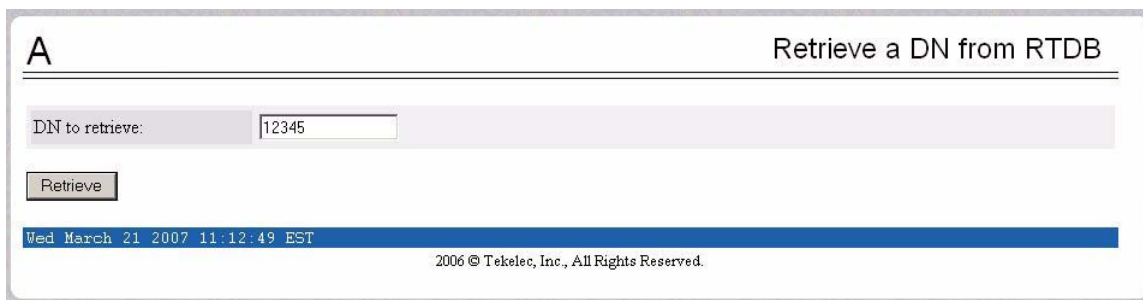 A
Retrieve a DN from RTDB
DN to retrieve: 12345
Retrieve
Wed March 21 2007 11:12:49 EST
2006 © Tekelec, Inc., All Rights Reserved.